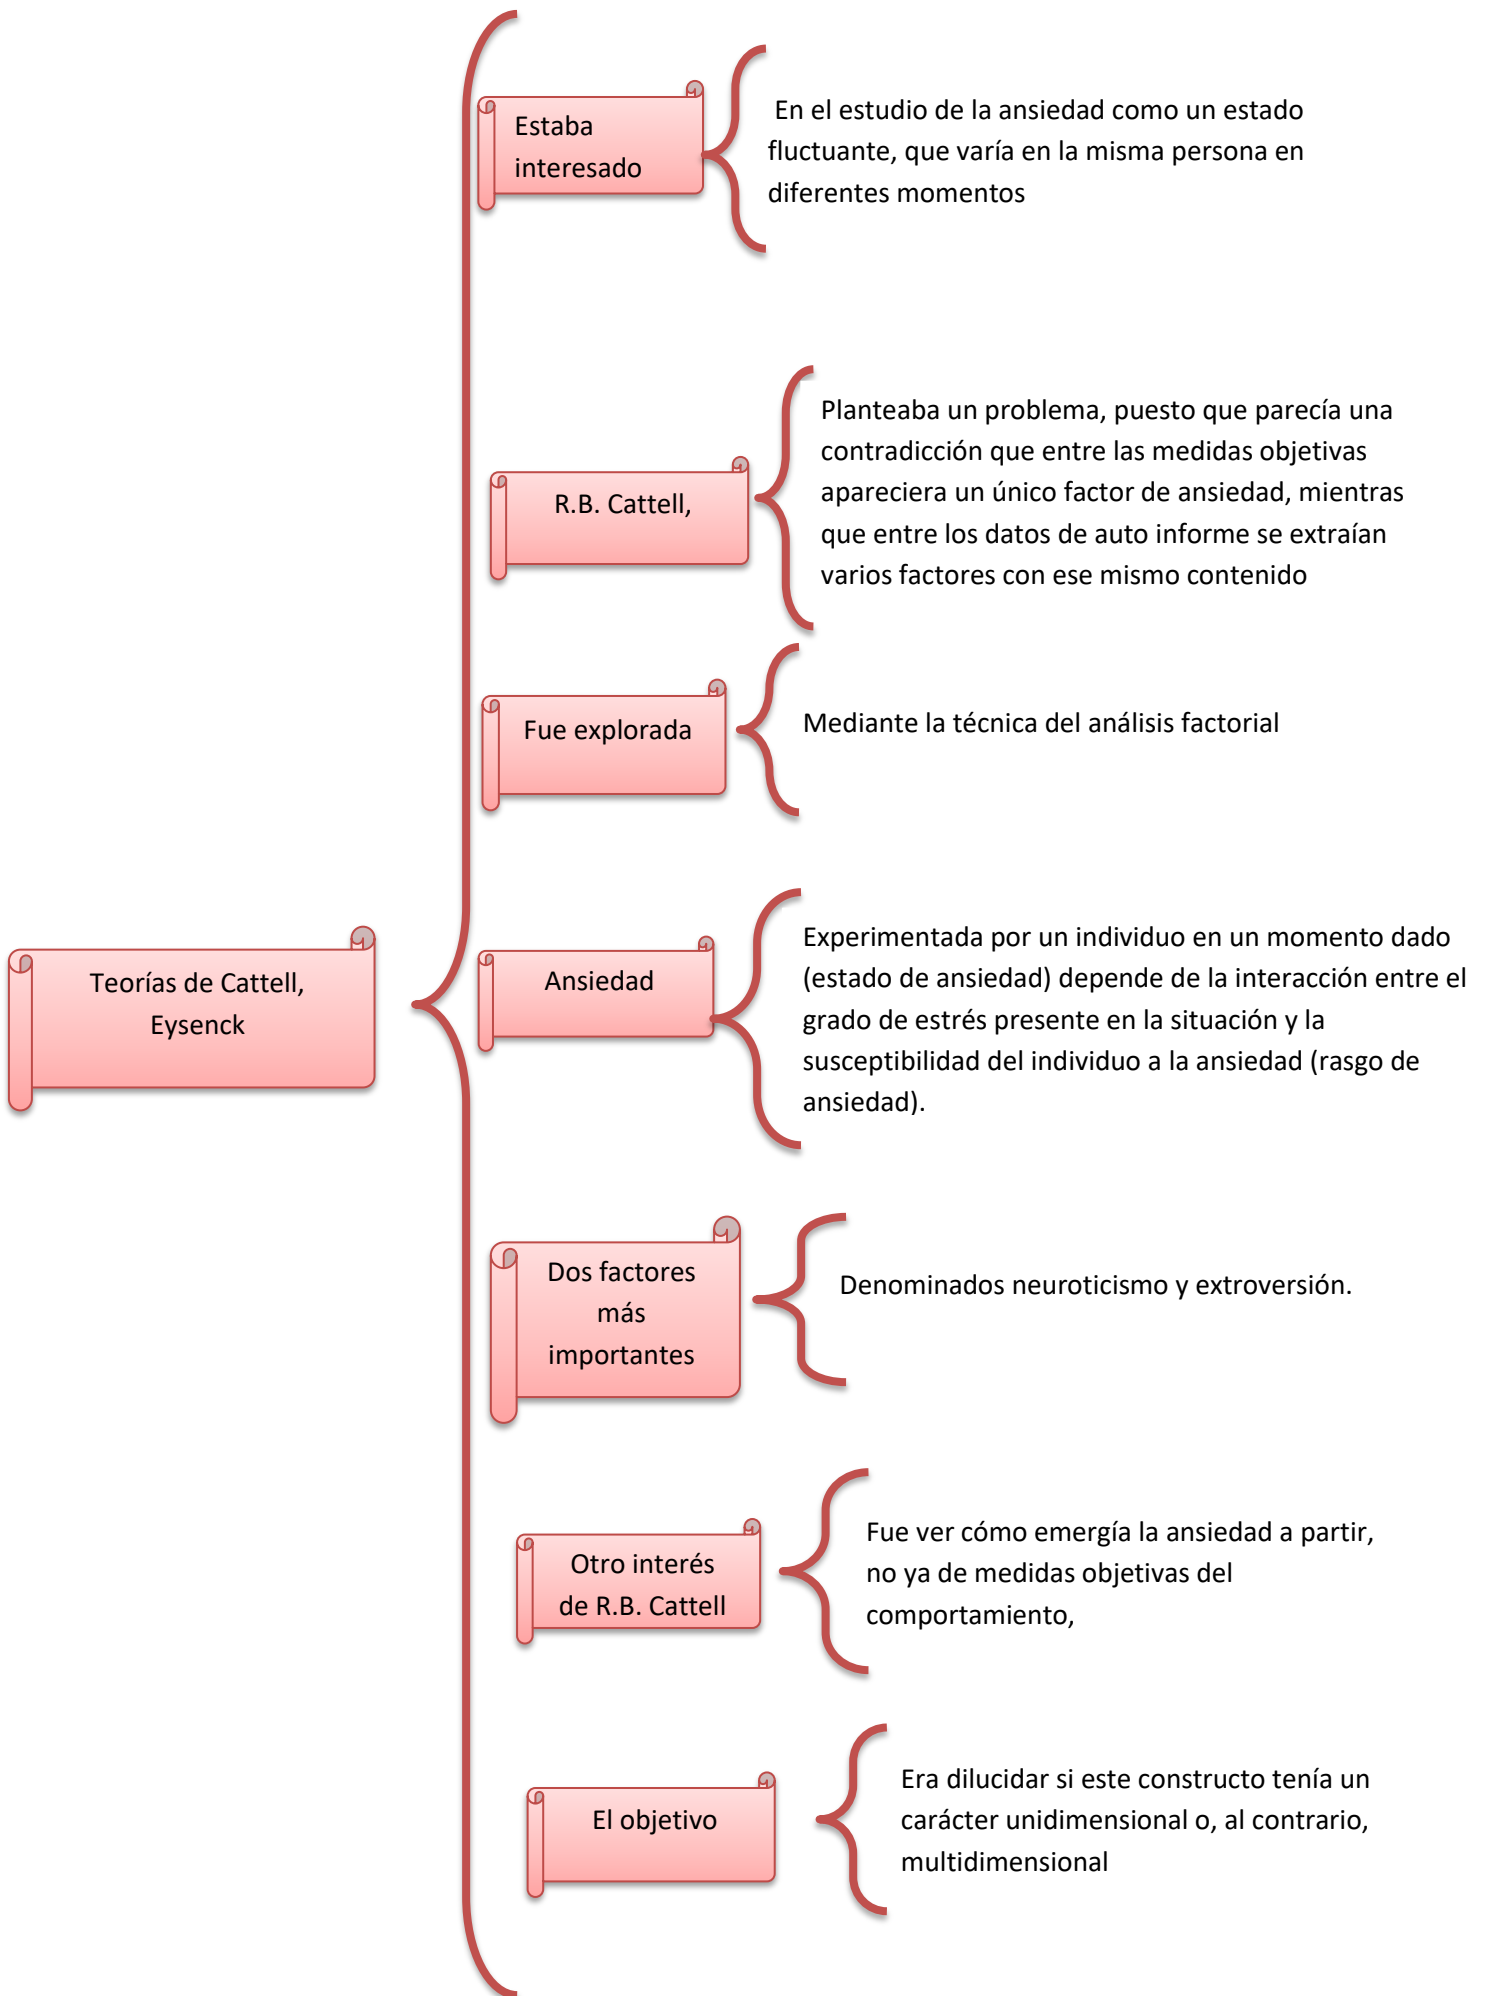 Estaba
interesado
En el estudio de la ansiedad como un estado
fluctuante, que varía en la misma persona en
diferentes momentos
R.B. Cattell,
Planteaba un problema, puesto que parecía una
contradicción que entre las medidas objetivas
apareciera un único factor de ansiedad, mientras
que entre los datos de auto informe se extraían
varios factores con ese mismo contenido
Fue explorada
Mediante la técnica del análisis factorial
Teorías de Cattell,
Eysenck
Ansiedad
Experimentada por un individuo en un momento dado
(estado de ansiedad) depende de la interacción entre el
grado de estrés presente en la situación y la
susceptibilidad del individuo a la ansiedad (rasgo de
ansiedad).
Dos factores
más
importantes
Denominados neuroticismo y extroversión.
Otro interés
de R.B. Cattell
Fue ver cómo emergía la ansiedad a partir,
no ya de medidas objetivas del
comportamiento,
El objetivo
Era dilucidar si este constructo tenía un
carácter unidimensional o, al contrario,
multidimensional